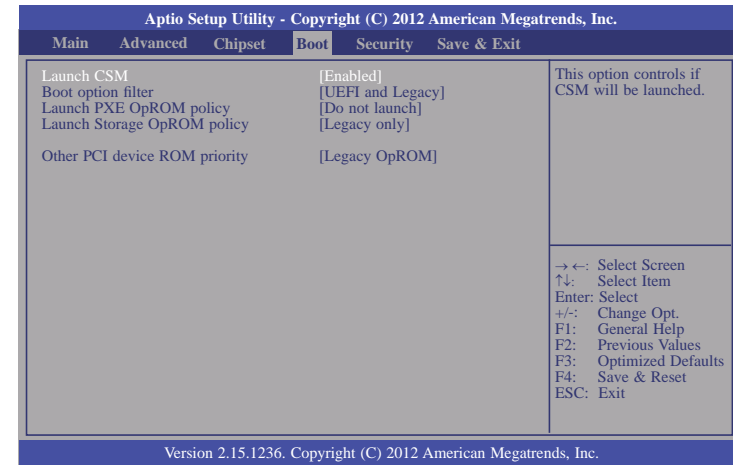 Aptio Setup Utility - Copyright (C) 2012 American Megatrends, Inc.
Main Advanced Chipset Boot Security Save & Exit
Launch CSM [Enabled]
Boot option filter [UEFI and Legacy]
Launch PXE OpROM policy [Do not launch]
Launch Storage OpROM policy [Legacy only]
Other PCI device ROM priority [Legacy OpROM]
This option controls if
CSM will be launched.
→ ←: Select Screen
↑↓: Select Item
Enter: Select
+/-: Change Opt.
F1: General Help
F2: Previous Values
F3: Optimized Defaults
F4: Save & Reset
ESC: Exit
Version 2.15.1236. Copyright (C) 2012 American Megatrends, Inc.